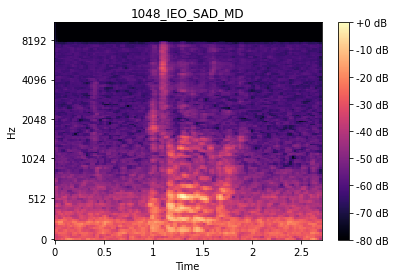 1048_IEO_SAD_MD
+0 dB
8192
-10 dB
4096
-20 dB
-30 dB
2048
Hz
-40 dB
1024
-50 dB
512
-60 dB
-70 dB
0
-80 dB
0 0.5 1 1.5 2 2.5
Time